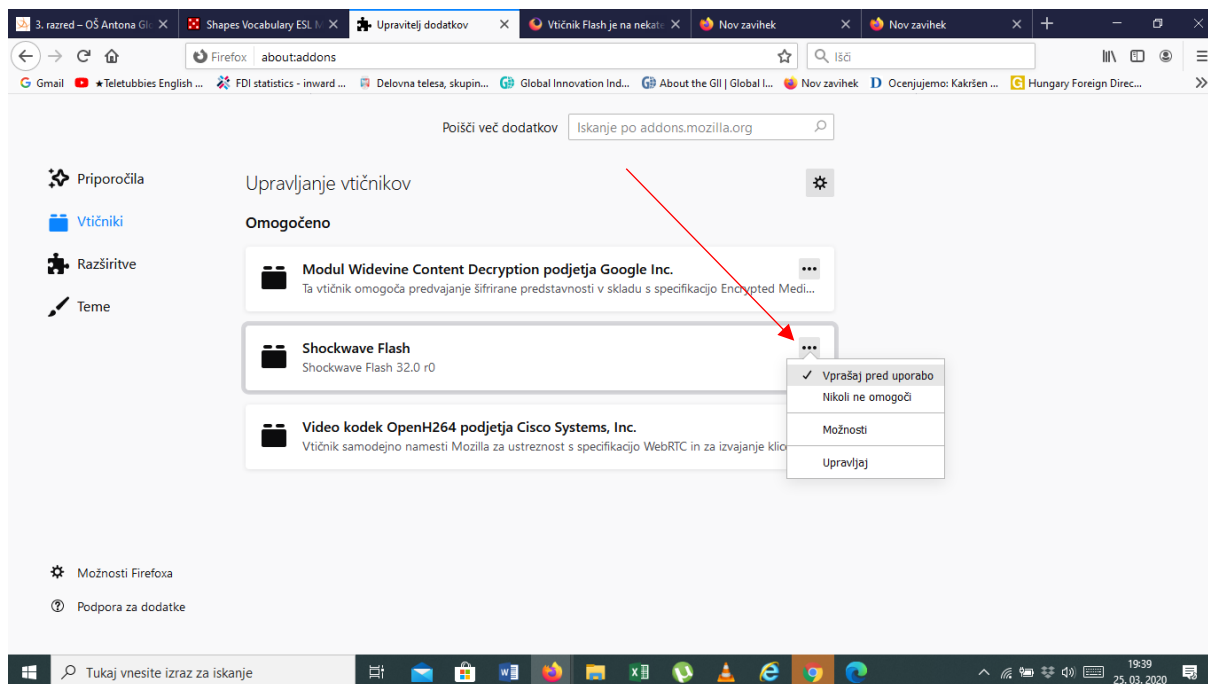 3. razred – OŠ Antona Glo
Shapes Vocabulary ESL M
Upravitelj dodatkov
Vtičnik Flash je na nekate
Nov zavihek
Nov zavihek
Firefox about:addons
Išči
Gmail
★Teletubbies English ...
FDI statistics - inward ...
Delovna telesa, skupin...
Global Innovation Ind...
About the GII | Global I...
Nov zavihek
Ocenjujemo: Kakršen ...
Hungary Foreign Direc...
Poišči več dodatkov
Iskanje po addons.mozilla.org
Priporočila
Vtičniki
Razširitve
Teme
Upravljanje vtičnikov
Omogočeno
Modul Widevine Content Decryption podjetja Google Inc.
Ta vtičnik omogoča predvajanje šifrirane predstavnosti v skladu s specifikacijo Encrypted Medi...
Shockwave Flash
Shockwave Flash 32.0 r0
Vprašaj pred uporabo
Nikoli ne omogoči
Možnosti
Upravljaj
Video kodek OpenH264 podjetja Cisco Systems, Inc.
Vtičnik samodejno namesti Mozilla za ustreznost s specifikacijo WebRTC in za izvajanje klic
Možnosti Firefoxa
Podpora za dodatke
Tukaj vnesite izraz za iskanje
19:39
25. 03. 2020